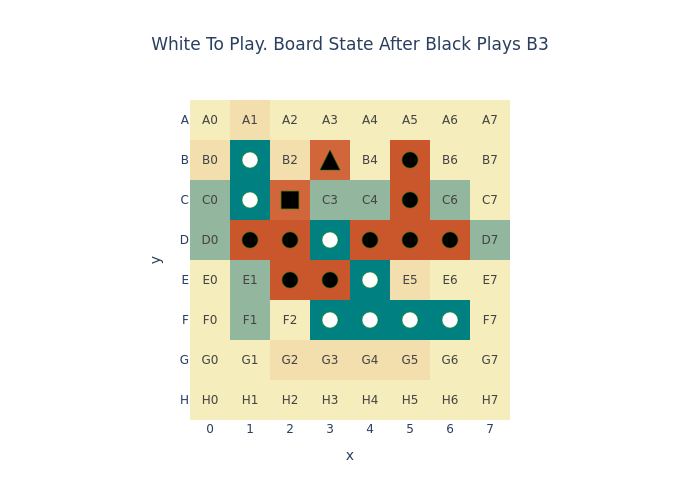 White To Play. Board State After Black Plays B3
A A0 A1 A2 A3 A4 A5 A6 A7
B B0 B2 B4 B6 B7
C C0 C3 C4 C6 C7
D D0 D7
E E0 E1 E5 E6 E7
F F0 F1 F2 F7
G G0 G1 G2 G3 G4 G5 G6 G7
H H0 H1 H2 H3 H4 H5 H6 H7
0 1 2 3 4 5 6 7
x
y